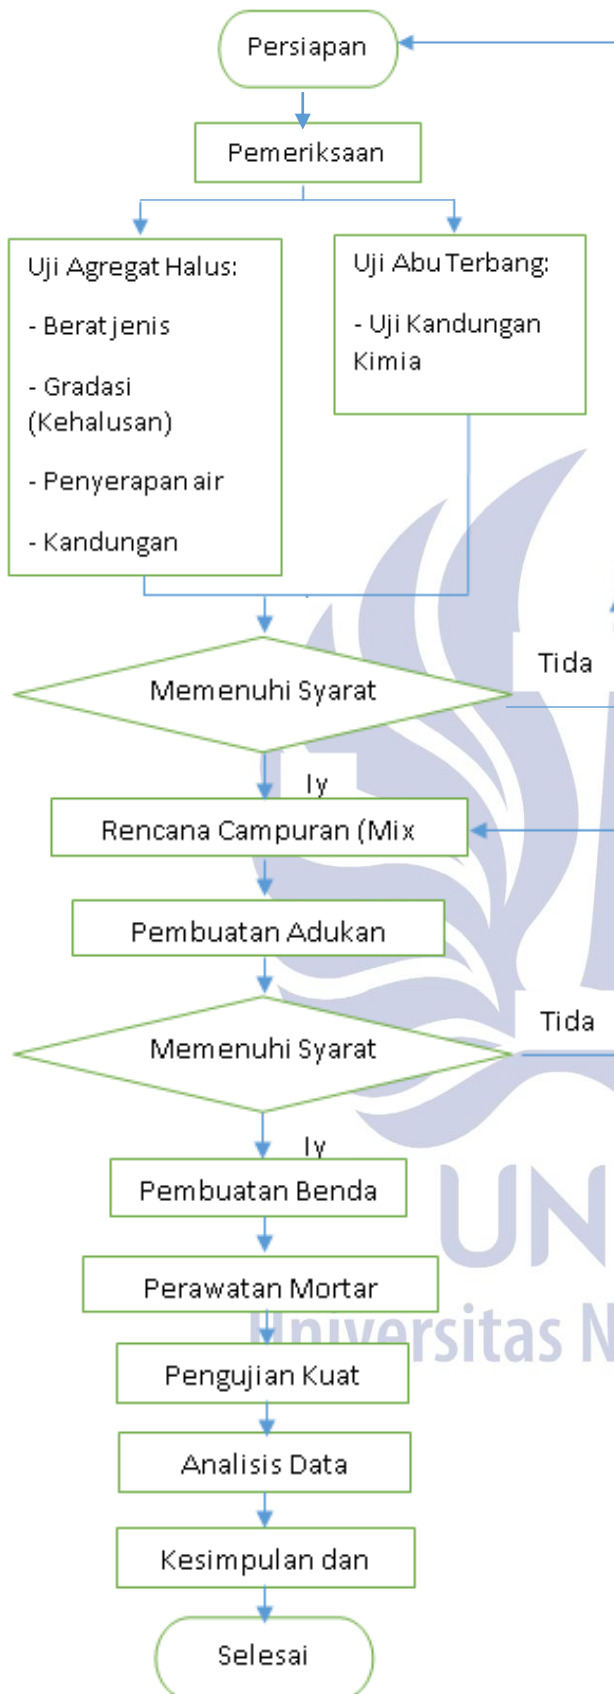 Persiapan
Pemeriksaan
Uji Agregat Halus:
- Berat jenis
- Gradasi
(Kehalusan)
- Penyerapan air
- Kandungan
Uji Abu Terbang:
- Uji Kandungan
Kimia
Memenuhi Syarat
Tida
Iy
Rencana Campuran (Mix
Pembuatan Adukan
Memenuhi Syarat
Tida
Iy
Pembuatan Benda
UN
Perawatan Mortar
Universitas N
Pengujian Kuat
Analisis Data
Kesimpulan dan
Selesai